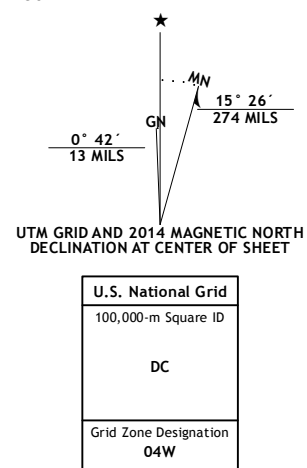 ★
MN
GN
15° 26´
274 MILS
0° 42´
13 MILS
UTM GRID AND 2014 MAGNETIC NORTH
DECLINATION AT CENTER OF SHEET
U.S. National Grid
100,000-m Square ID
DC
Grid Zone Designation
04W